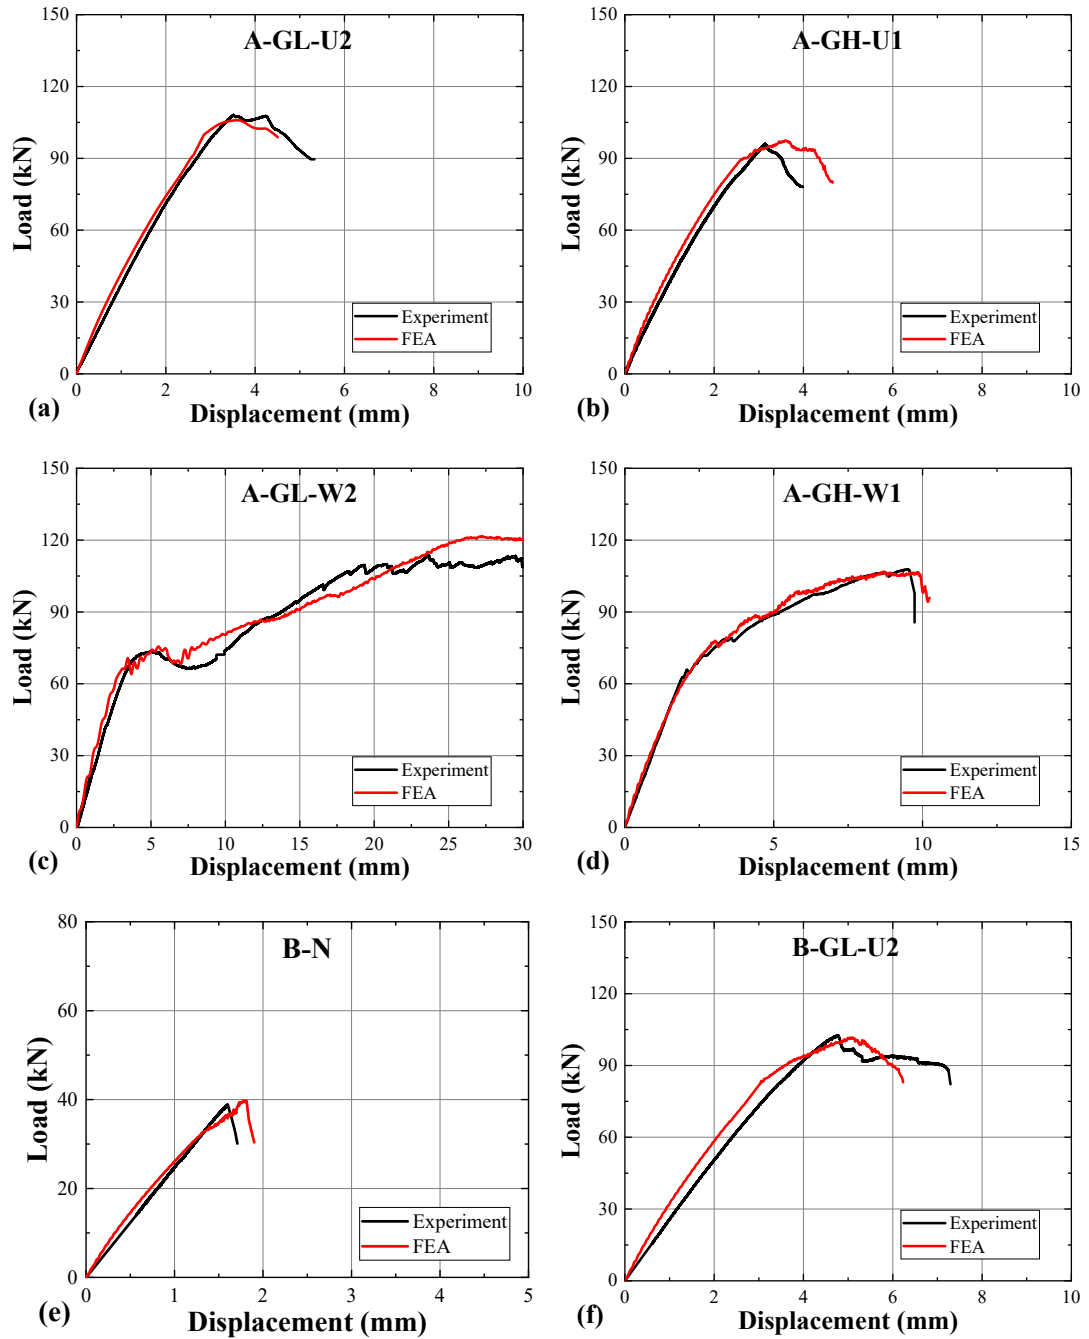 A-GL-U2
150
120
90
60
30
0
Load (kN)
Experiment
FEA
0 2 4 6 8 10
(a) Displacement (mm)
A-GH-U1
150
120
90
60
30
0
Load (kN)
Experiment
FEA
0 2 4 6 8 10
(b) Displacement (mm)
A-GL-W2
150
120
90
60
30
0
Load (kN)
Experiment
FEA
0 5 10 15 20 25 30
(c) Displacement (mm)
A-GH-W1
150
120
90
60
30
0
Load (kN)
Experiment
FEA
0 5 10 15
(d) Displacement (mm)
B-N
80
60
40
20
0
Load (kN)
Experiment
FEA
0 1 2 3 4 5
(e) Displacement (mm)
B-GL-U2
150
120
90
60
30
0
Load (kN)
Experiment
FEA
0 2 4 6 8 10
(f) Displacement (mm)